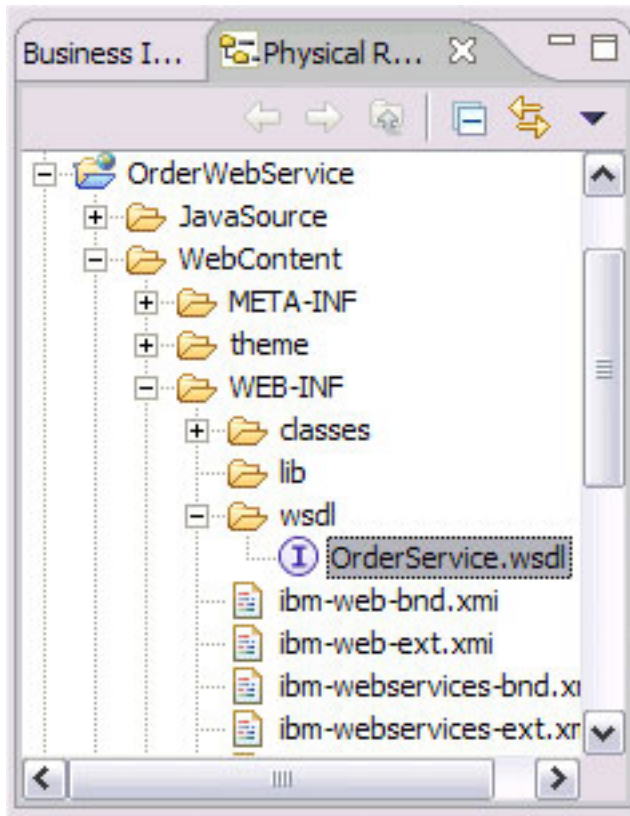 Business I... Physical R...
OrderWebService
JavaSource
WebContent
META-INF
theme
WEB-INF
classes
lib
wsdl
OrderService.wsdl
ibm-web-bnd.xmi
ibm-web-ext.xmi
ibm-webservices-bnd.xr
ibm-webservices-ext.xr